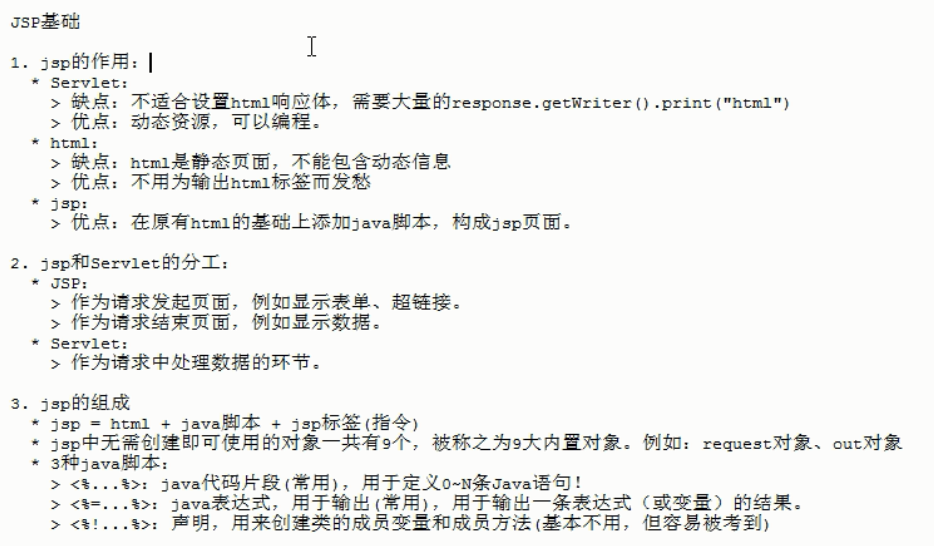 JSP基础
1. jsp的作用：
* Servlet：
> 缺点：不适合设置html响应体，需要大量的response.getWriter().print("html")
> 优点：动态资源，可以编程。
* html：
> 缺点：html是静态页面，不能包含动态信息
> 优点：不用为输出html标签而发愁
* jsp：
> 优点：在原有html的基础上添加java脚本，构成jsp页面。
2. jsp和Servlet的分工：
* JSP：
> 作为请求发起页面，例如显示表单、超链接。
> 作为请求结束页面，例如显示数据。
* Servlet：
> 作为请求中处理数据的环节。
3. jsp的组成
* jsp = html + java脚本 + jsp标签(指令)
* jsp中无需创建即可使用的对象一共有9个，被称之为9大内置对象。例如：request对象、out对象
* 3种java脚本：
> <%...%>：java代码片段(常用)，用于定义0~N条Java语句！
> <%=...%>：java表达式，用于输出(常用)，用于输出一条表达式（或变量）的结果。
> <%!...%>：声明，用来创建类的成员变量和成员方法(基本不用，但容易被考到)